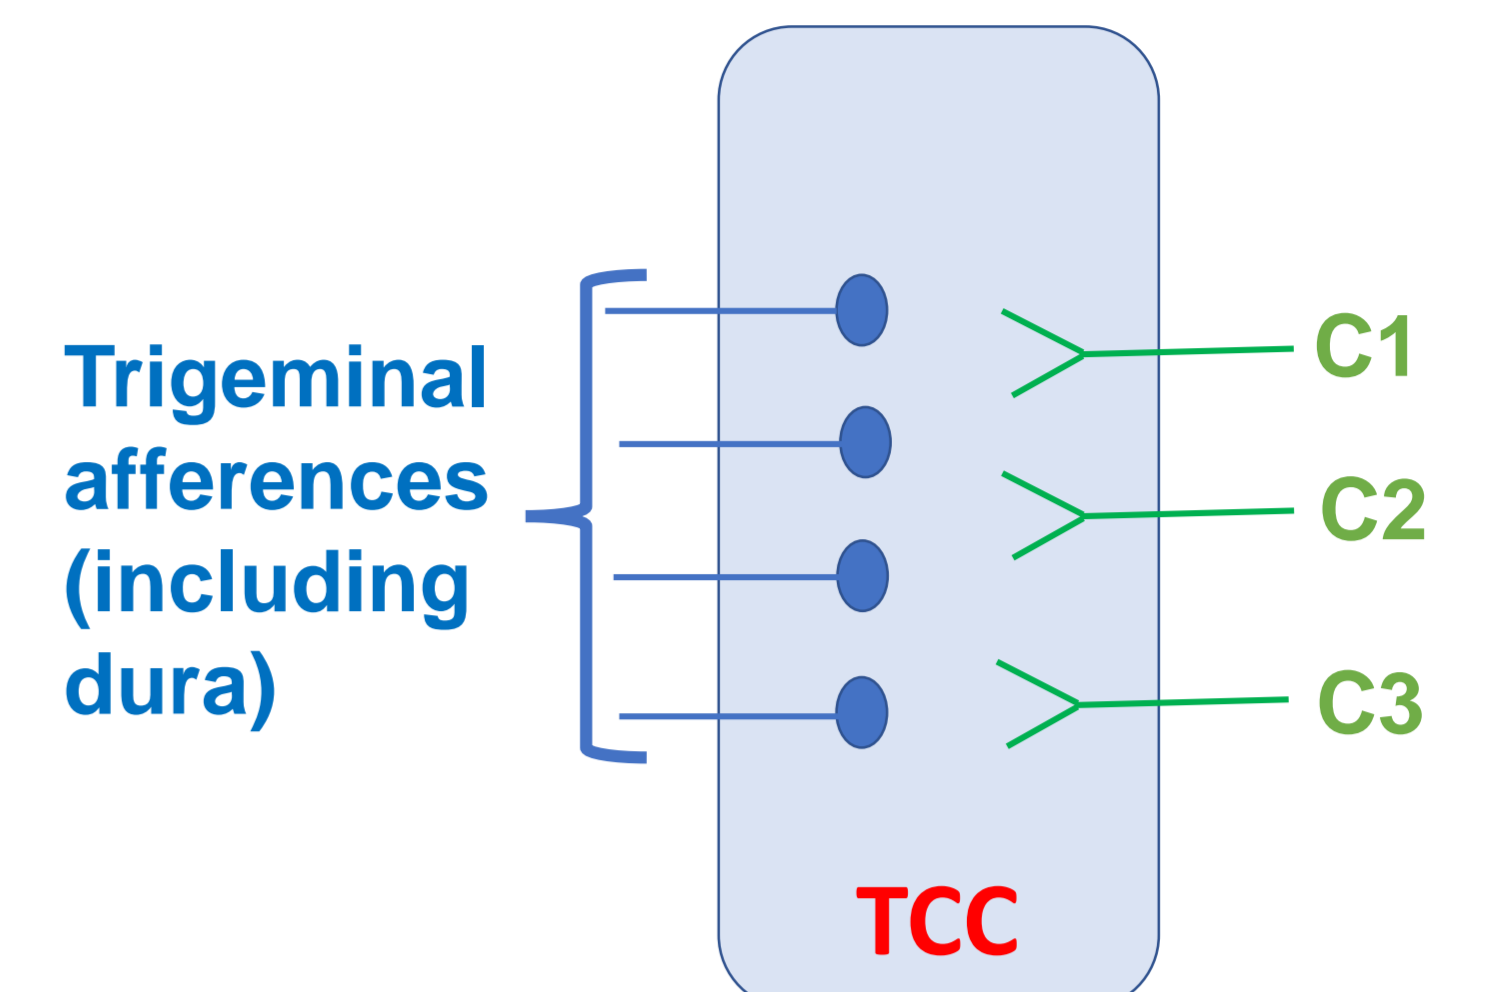 Trigeminal
afferences
(including
dura)
C1
C2
C3
TCC